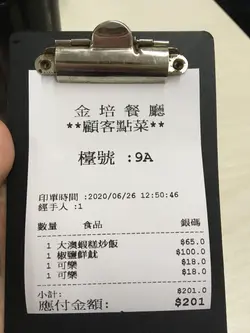 金培餐廳
**顧客點菜**
檯號 :9A
印單時間 :2020/06/26 12:50:46
經手人 :1
數量 食品 銀碼
1 大澳蝦糕炒飯 $65.0
1 椒鹽鮮魷 $100.0
1 可樂 $18.0
1 可樂 $18.0
小計: $201.0
應付金額: $201